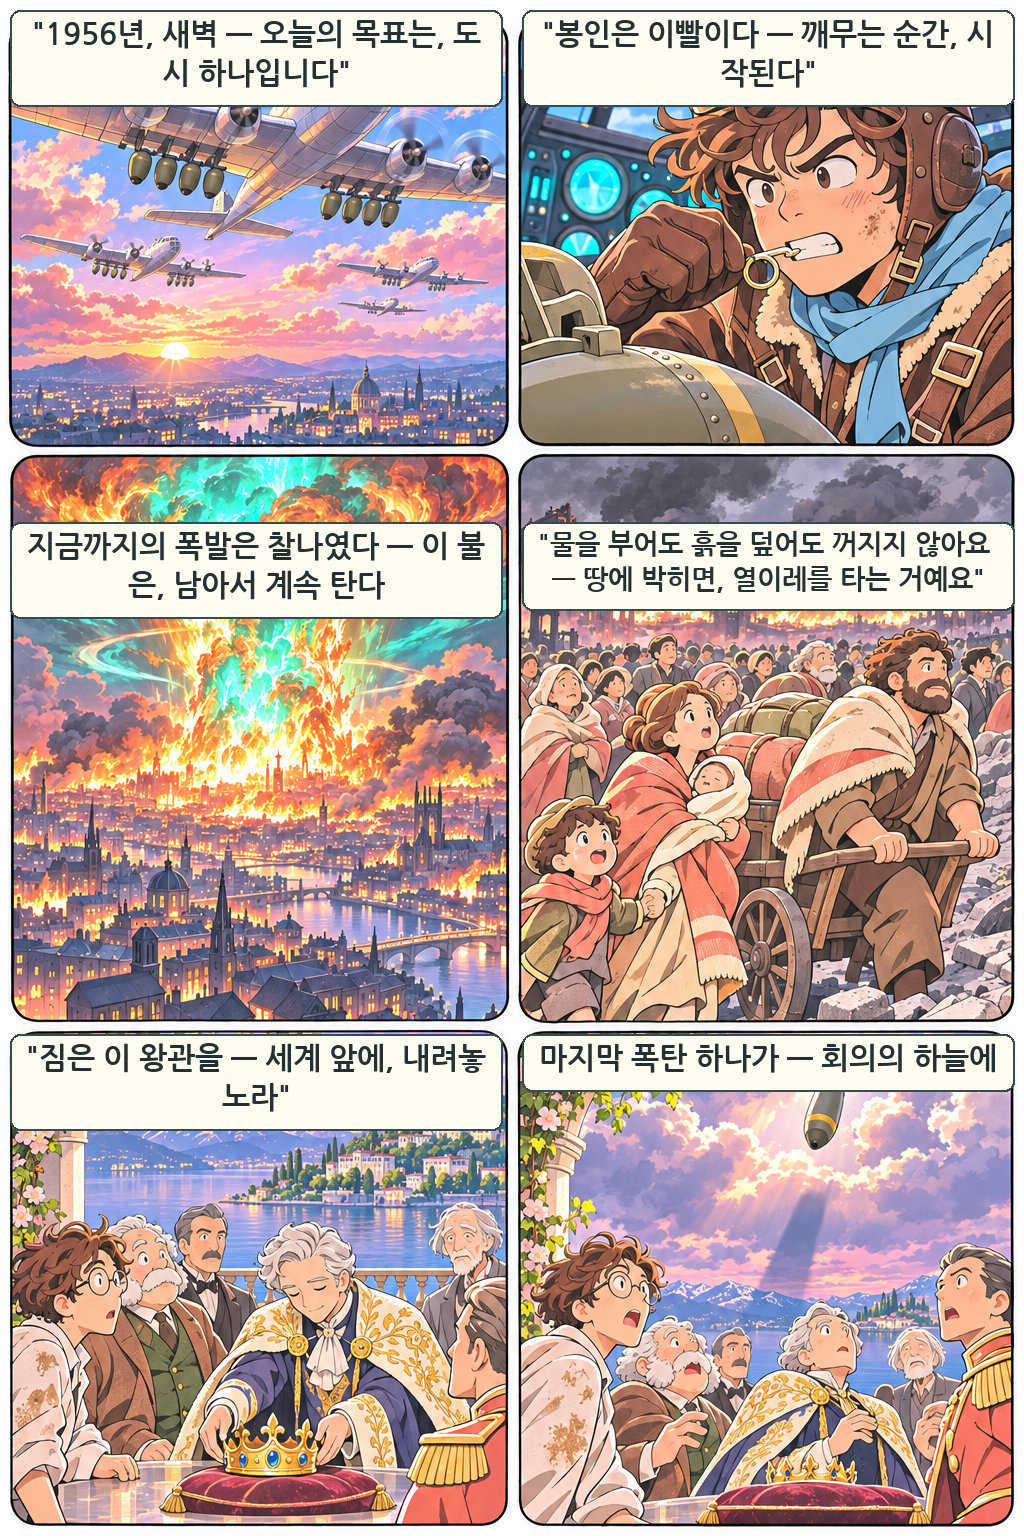 "1956년, 새벽 — 오늘의 목표는, 도
시 하나입니다"
"봉인은 이빨이다 — 깨무는 순간, 시
작된다"
지금까지의 폭발은 찰나였다 — 이 불
은, 남아서 계속 탄다
"물을 부어도 흙을 덮어도 꺼지지 않아요
— 땅에 박히면, 열이레를 타는 거예요"
"짐은 이 왕관을 — 세계 앞에, 내려놓
노라"
마지막 폭탄 하나가 — 회의의 하늘에